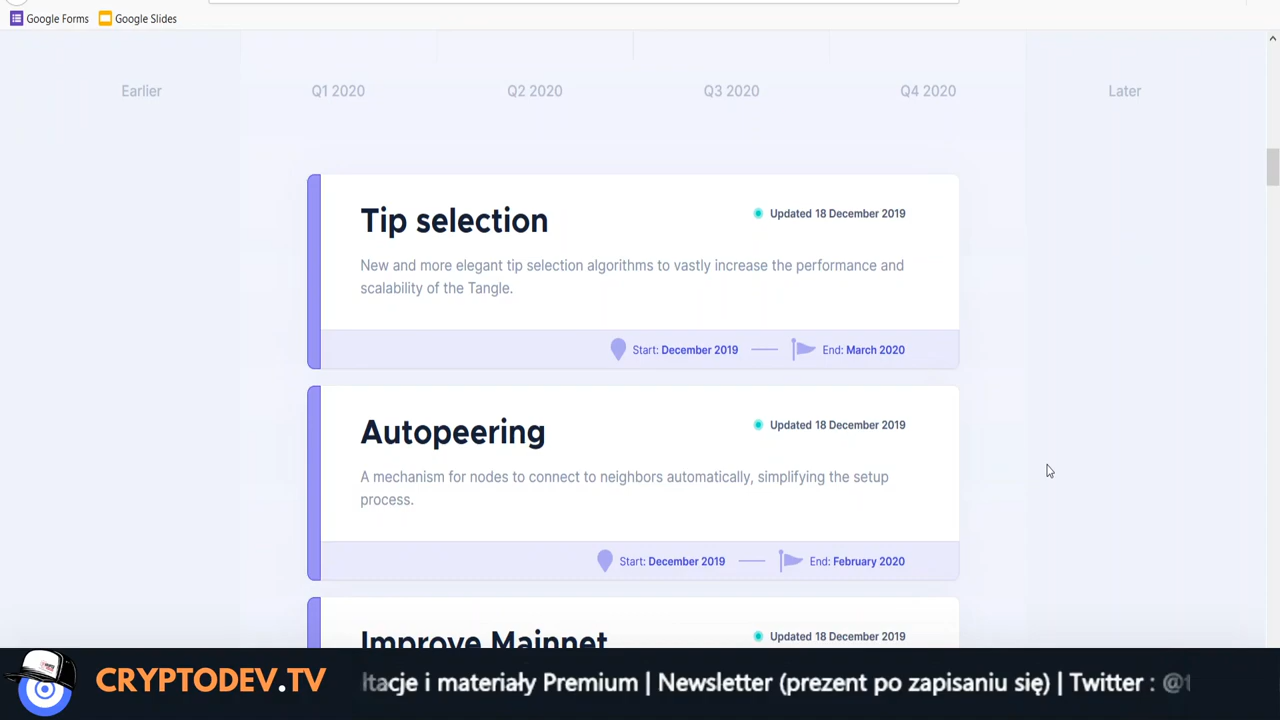 Google Forms Google Slides
Earlier Q1 2020 Q2 2020 Q3 2020 Q4 2020 Later
Tip selection
Updated 18 December 2019
New and more elegant tip selection algorithms to vastly increase the performance and
scalability of the Tangle.
Start: December 2019 End: March 2020
Autopeering
Updated 18 December 2019
A mechanism for nodes to connect to neighbors automatically, simplifying the setup
process.
Start: December 2019 End: February 2020
Improve Mainnet
Updated 18 December 2019
CRYPTODEV.TV
ltacje i materiały Premium | Newsletter (prezent po zapisaniu się) | Twitter : @